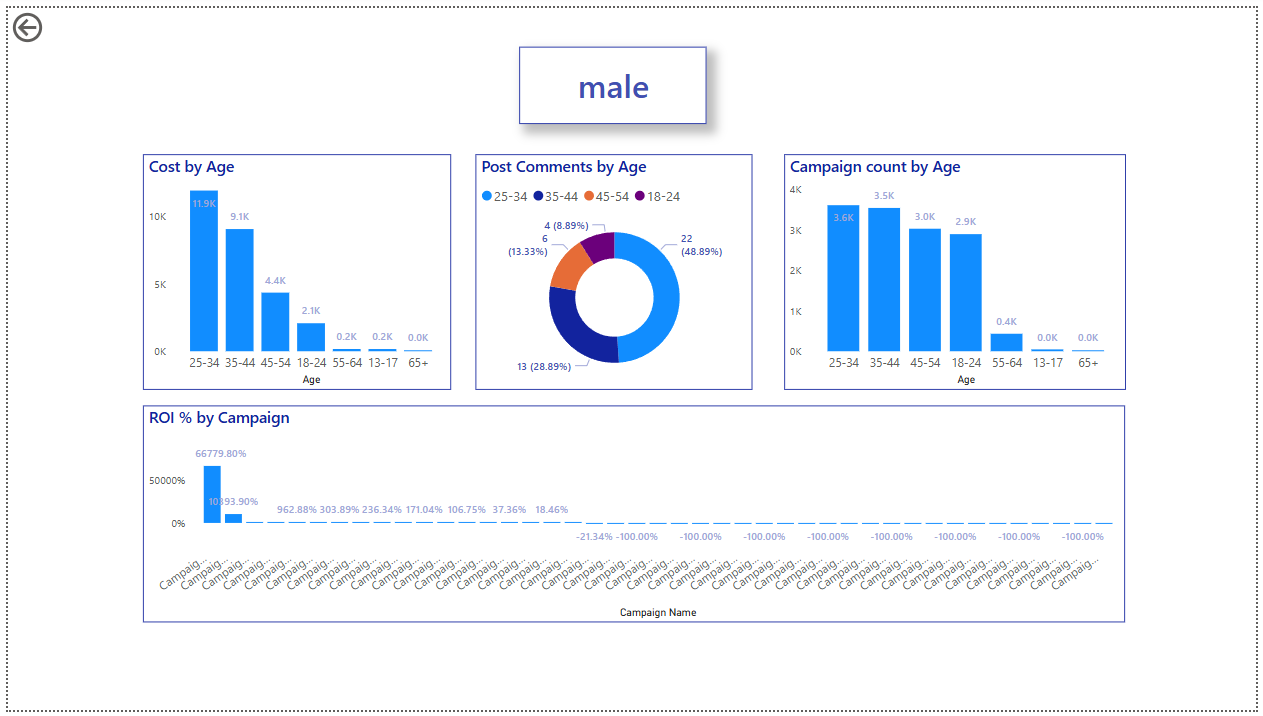 male
Cost by Age
10K
5K
0K
11.9K
9.1K
4.4K
2.1K
0.2K
0.2K
0.0K
25-34 35-44 45-54 18-24 55-64 13-17 65+
Age
Post Comments by Age
25-34 35-44 45-54 18-24
4 (8.89%)
6
(13.33%)
22
(48.89%)
13 (28.89%)
Campaign count by Age
4K
3K
2K
1K
0K
3.6K
3.5K
3.0K
2.9K
0.4K
0.0K
0.0K
25-34 35-44 45-54 18-24 55-64 13-17 65+
Age
ROI % by Campaign
50000%
0%
66779.80%
10393.90%
962.88% 303.89% 236.34% 171.04% 106.75% 37.36% 18.46%
-21.34% -100.00% -100.00% -100.00% -100.00% -100.00% -100.00% -100.00% -100.00%
Campaig... Campaig... Campaig... Campaig... Campaig... Campaig... Campaig... Campaig... Campaig... Campaig... Campaig... Campaig... Campaig... Campaig... Campaig... Campaig... Campaig... Campaig... Campaig... Campaig... Campaig... Campaig... Campaig... Campaig... Campaig... Campaig... Campaig... Campaig... Campaig... Campaig... Campaig... Campaig... Campaig... Campaig... Campaig... Campaig... Campaig... Campaig... Campaig... Campaig... Campaig... Campaig... Campaig...
Campaign Name